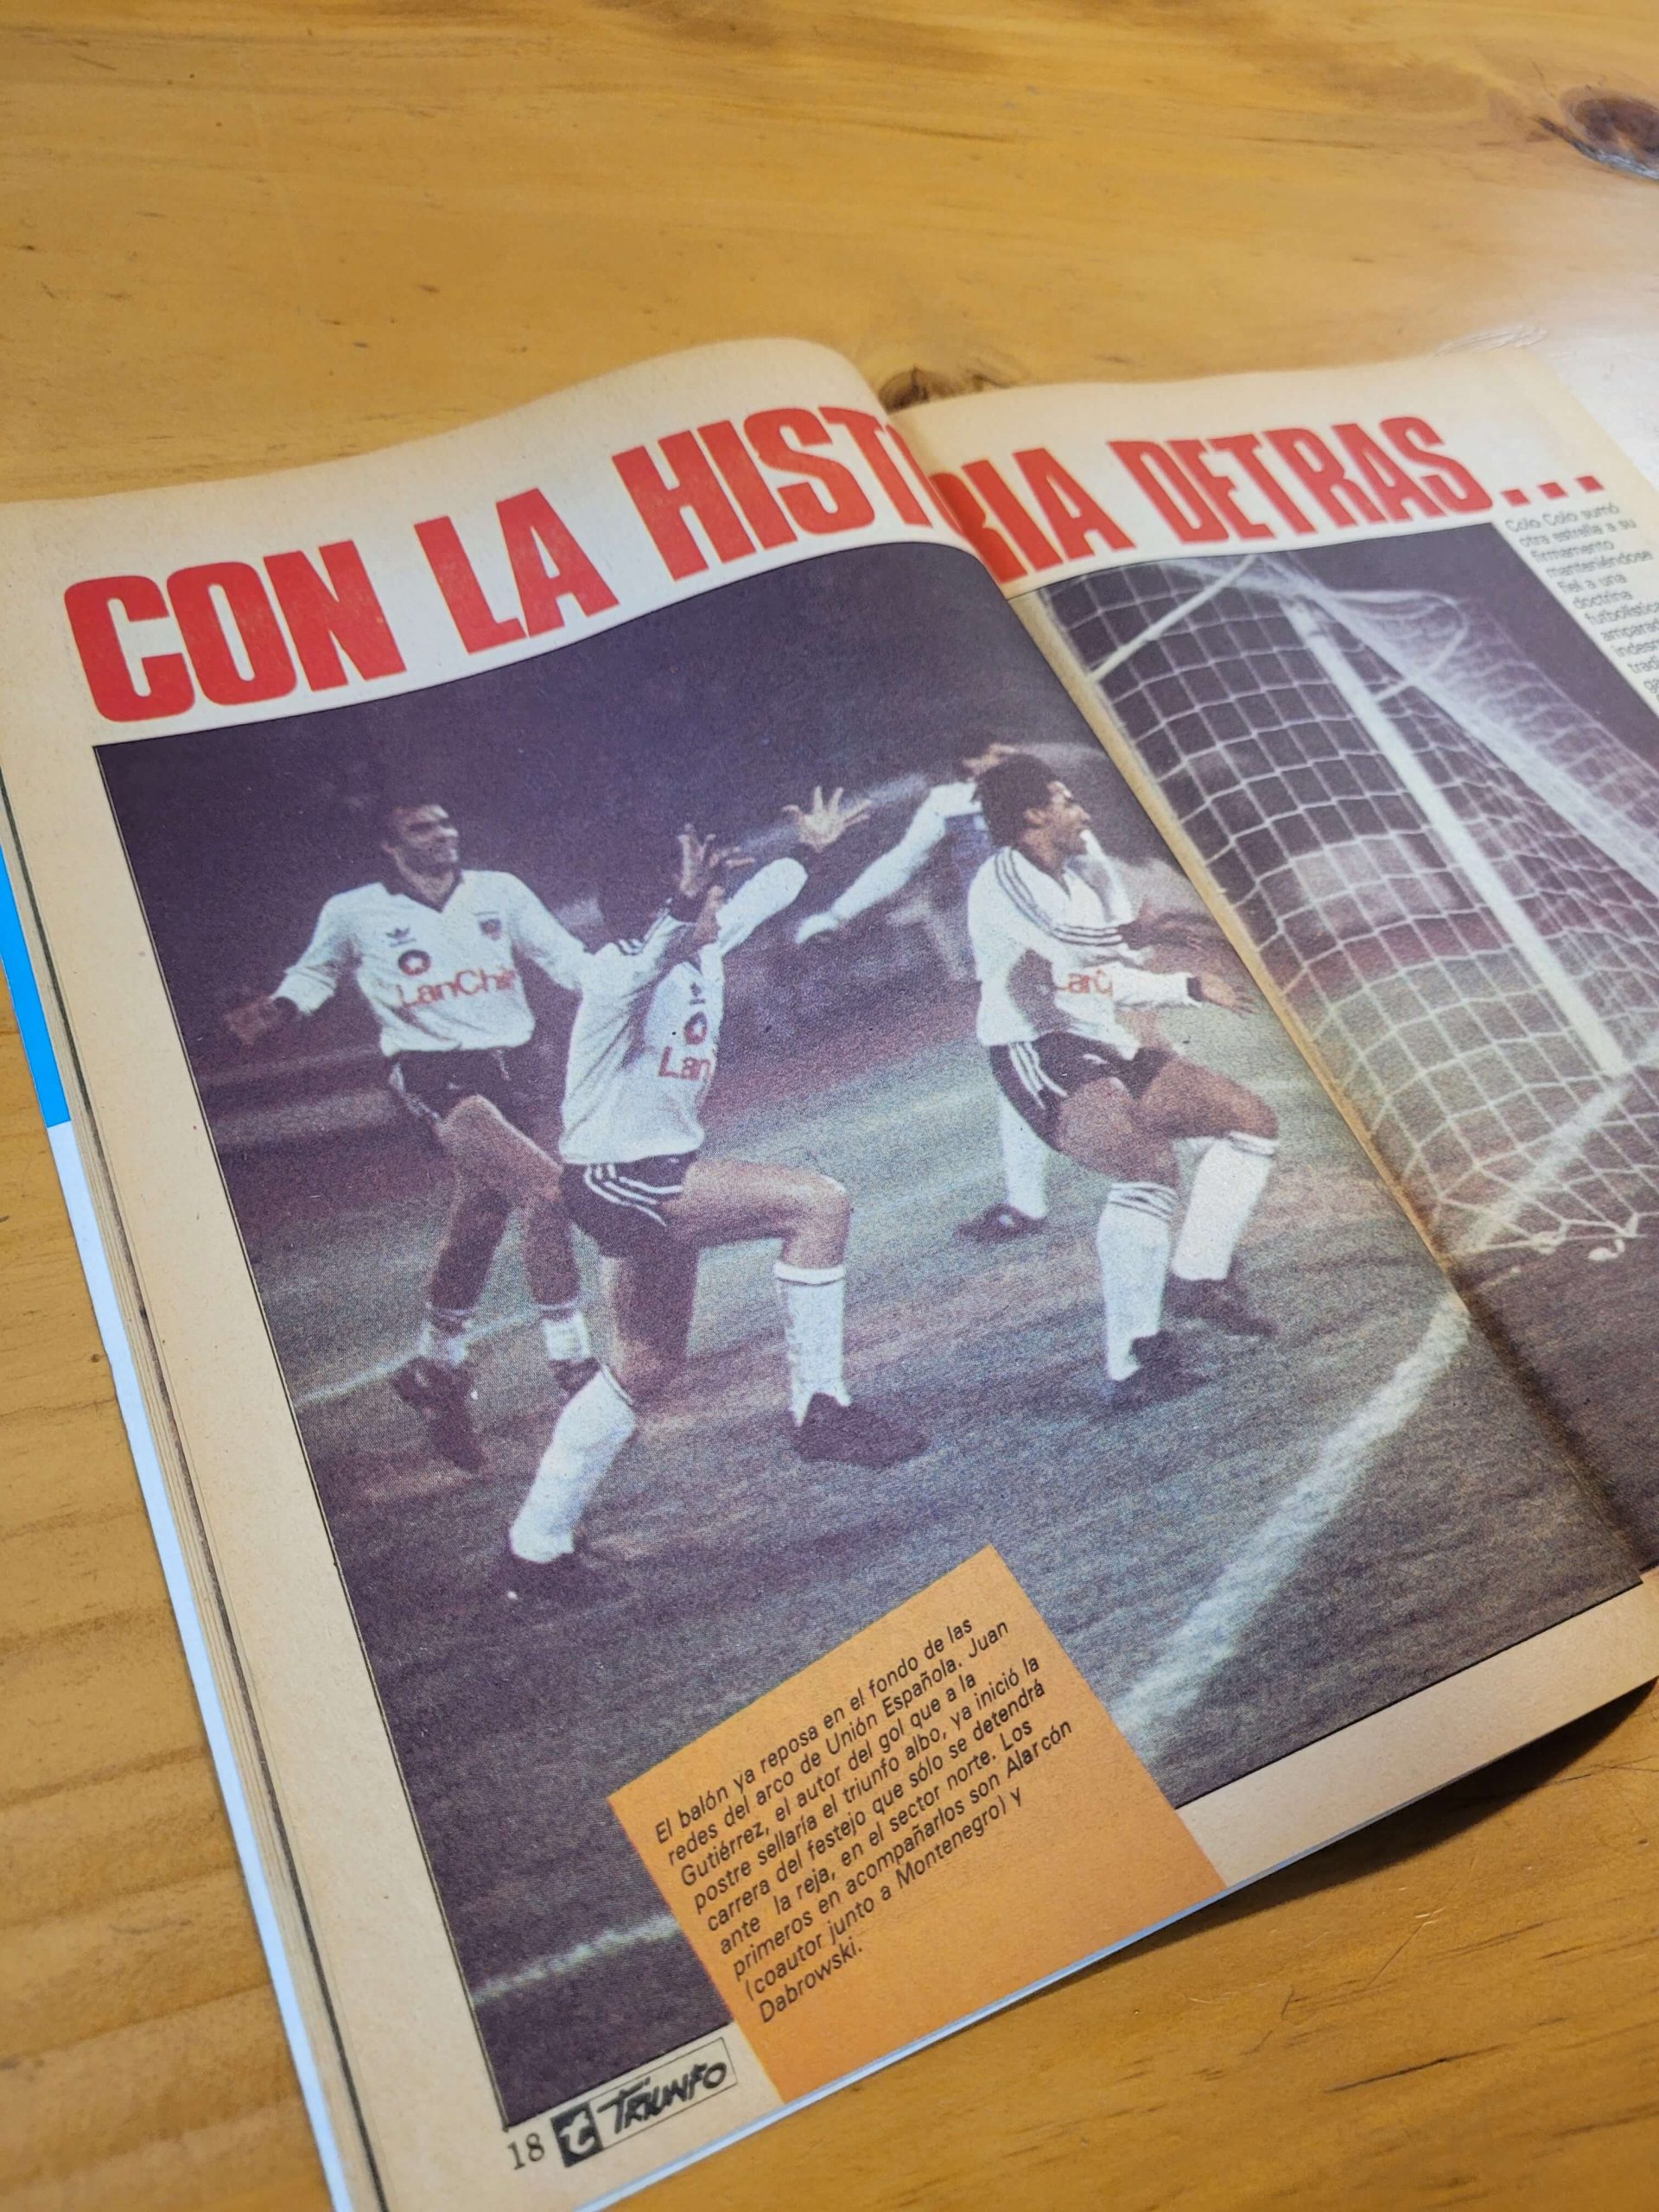 CON LA HISTORIA DETRAS...
Colo Colo sumó
otra estrella a su
firmamento
manteniéndose
fiel a una
doctrina
LanChi
Lan
LanC
El balón ya reposa en el fondo de las
redes del arco de Unión Española. Juan
Gutiérrez, el autor del gol que a la
postre sellaría el triunfo albo, ya inició la
carrera del festejo que sólo se detendrá
ante la reja, en el sector norte. Los
primeros en acompañarlos son Alarcón
(coautor junto a Montenegro) y
Dabrowski.
18 t TRIUNFO